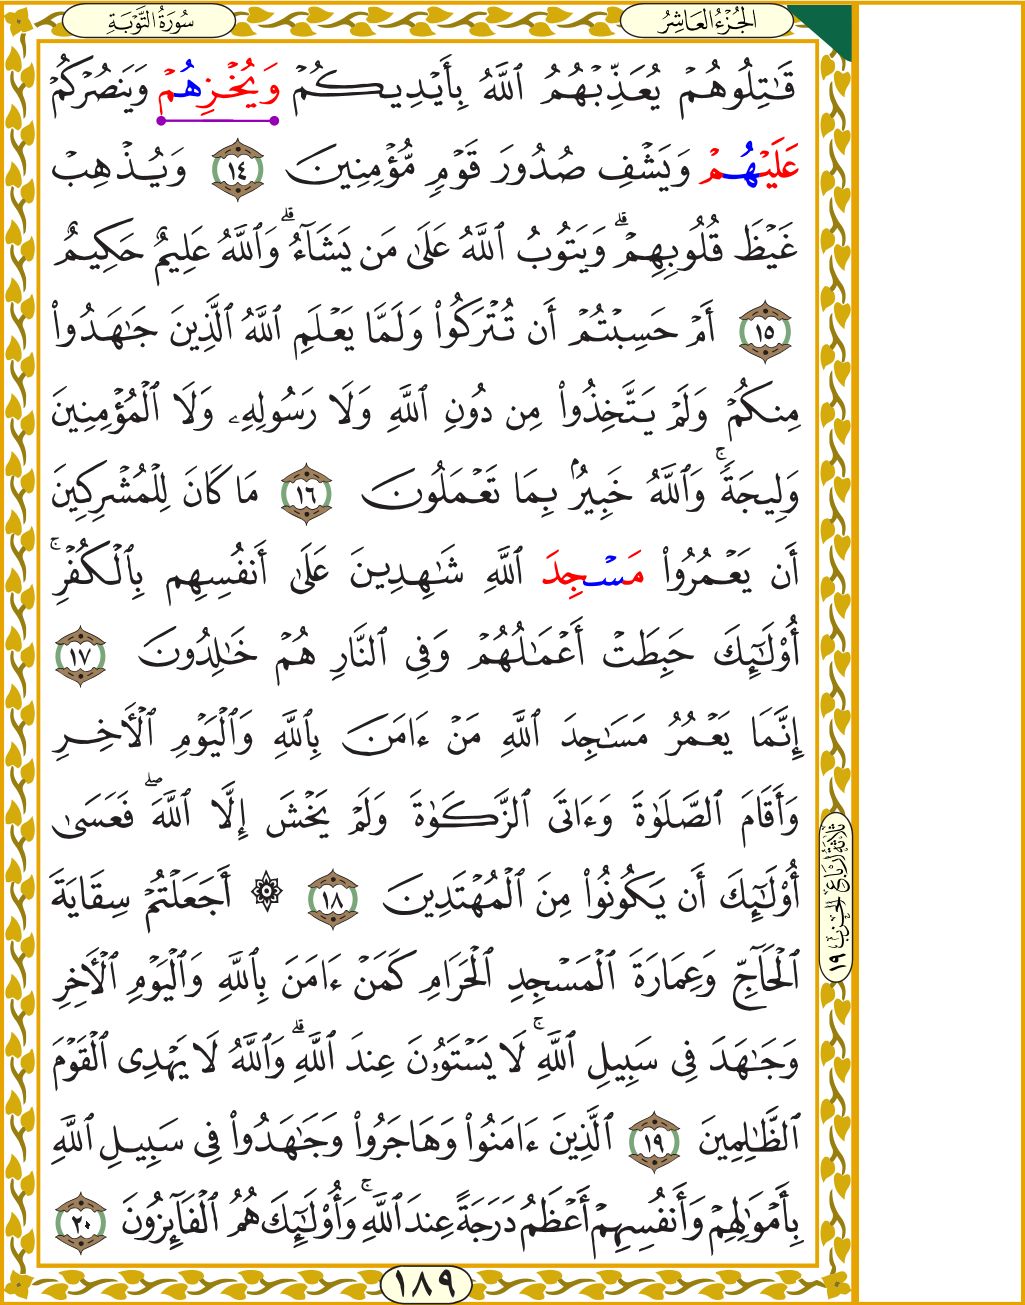 سُورَةُ التَّوْبَةِ
الجُزْءُ العَاشِرُ
قَٰتِلُوهُمْ يُعَذِّبْهُمُ ٱللَّهُ بِأَيْدِيكُمْ وَيُخْزِهُمْ وَيَنصُرْكُمْ
عَلَيْهُمْ وَيَشْفِ صُدُورَ قَوْمٍ مُّؤْمِنِينَ ١٤ وَيُذْهِبْ
غَيْظَ قُلُوبِهِمْ ۗ وَيَتُوبُ ٱللَّهُ عَلَىٰ مَن يَشَآءُ ۗ وَٱللَّهُ عَلِيمٌ حَكِيمٌ
١٥ أَمْ حَسِبْتُمْ أَن تُتْرَكُوا۟ وَلَمَّا يَعْلَمِ ٱللَّهُ ٱلَّذِينَ جَٰهَدُوا۟
مِنكُمْ وَلَمْ يَتَّخِذُوا۟ مِن دُونِ ٱللَّهِ وَلَا رَسُولِهِۦ وَلَا ٱلْمُؤْمِنِينَ
وَلِيجَةً ۚ وَٱللَّهُ خَبِيرٌۢ بِمَا تَعْمَلُونَ ١٦ مَا كَانَ لِلْمُشْرِكِينَ
أَن يَعْمُرُوا۟ مَسْجِدَ ٱللَّهِ شَٰهِدِينَ عَلَىٰٓ أَنفُسِهِم بِٱلْكُفْرِ ۚ
أُو۟لَٰٓئِكَ حَبِطَتْ أَعْمَٰلُهُمْ وَفِى ٱلنَّارِ هُمْ خَٰلِدُونَ ١٧
إِنَّمَا يَعْمُرُ مَسَٰجِدَ ٱللَّهِ مَنْ ءَامَنَ بِٱللَّهِ وَٱلْيَوْمِ ٱلْءَاخِرِ
وَأَقَامَ ٱلصَّلَوٰةَ وَءَاتَى ٱلزَّكَوٰةَ وَلَمْ يَخْشَ إِلَّا ٱللَّهَ ۖ فَعَسَىٰٓ
أُو۟لَٰٓئِكَ أَن يَكُونُوا۟ مِنَ ٱلْمُهْتَدِينَ ١٨ ۞ أَجَعَلْتُمْ سِقَايَةَ
ٱلْحَآجِّ وَعِمَارَةَ ٱلْمَسْجِدِ ٱلْحَرَامِ كَمَنْ ءَامَنَ بِٱللَّهِ وَٱلْيَوْمِ ٱلْءَاخِرِ
وَجَٰهَدَ فِى سَبِيلِ ٱللَّهِ ۚ لَا يَسْتَوُۥنَ عِندَ ٱللَّهِ ۗ وَٱللَّهُ لَا يَهْدِى ٱلْقَوْمَ
ٱلظَّٰلِمِينَ ١٩ ٱلَّذِينَ ءَامَنُوا۟ وَهَاجَرُوا۟ وَجَٰهَدُوا۟ فِى سَبِيلِ ٱللَّهِ
بِأَمْوَٰلِهِمْ وَأَنفُسِهِمْ أَعْظَمُ دَرَجَةً عِندَ ٱللَّهِ ۚ وَأُو۟لَٰٓئِكَ هُمُ ٱلْفَآئِزُونَ ٢٠
ثلاثة أرباع الحزب ١٩
١٨٩